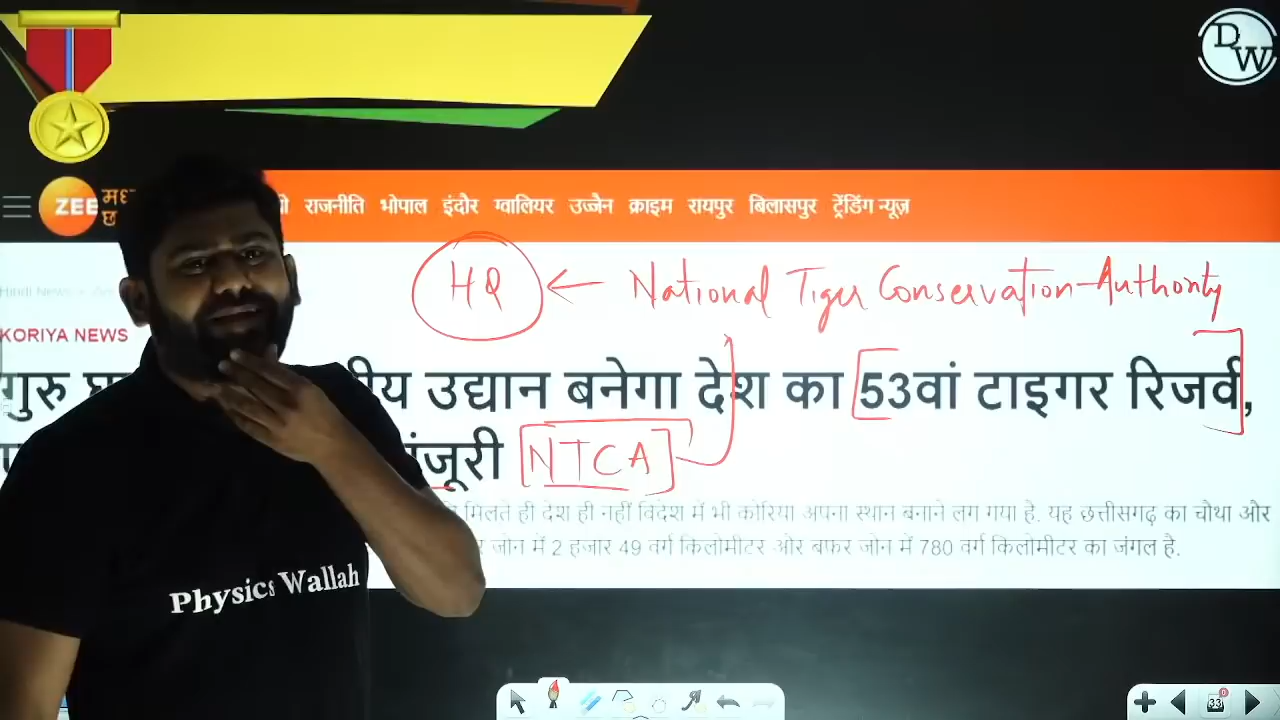 D
W
ZEE
राजनीति भोपाल इंदौर ग्वालियर उज्जैन क्राइम रायपुर बिलासपुर ट्रेंडिंग न्यूज़
HQ ← National Tiger Conservation Authority
KORIYA NEWS
गुरु उद्यान बनेगा देश का 53वां टाइगर रिजर्व,
NTCA
मिलते ही देश ही नहीं विदेश में भी कोरिया अपना स्थान बनाने लग गया है. यह छत्तीसगढ़ का चौथा और
जोन में 2 हजार 49 वर्ग किलोमीटर और बफर जोन में 780 वर्ग किलोमीटर का जंगल है.
Physics Wallah
33